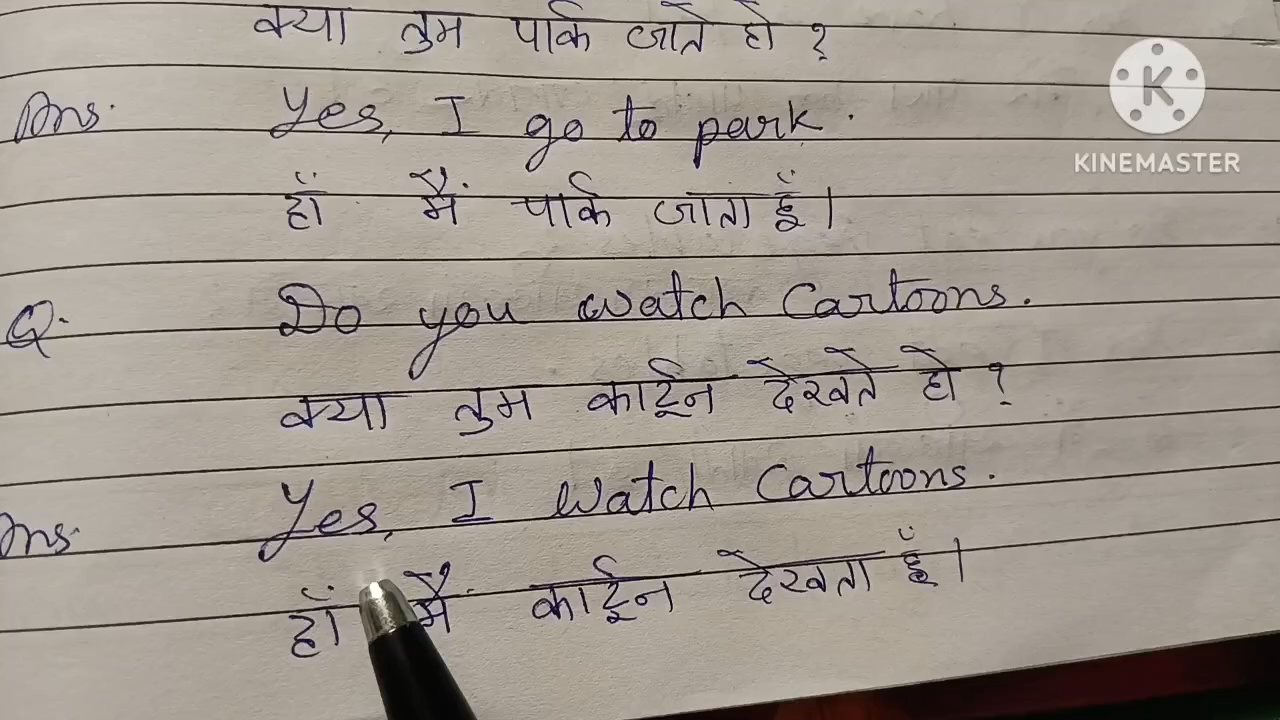 क्या तुम पार्क जाते हो ?
Ans. Yes, I go to park.
हाँ मैं पार्क जाता हूँ।
Q. Do you watch Cartoons.
क्या तुम कार्टून देखते हो ?
Ans. Yes, I watch Cartoons.
हाँ मैं कार्टून देखता हूँ।
K
KINEMASTER